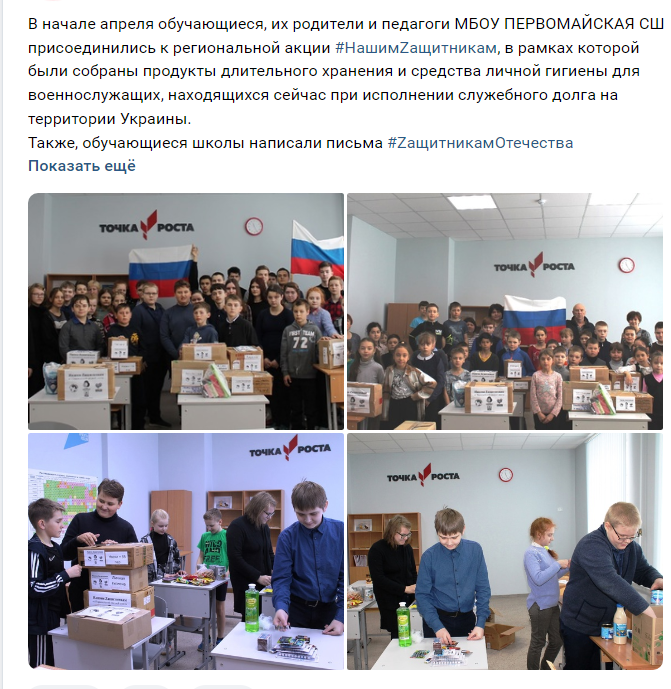 В начале апреля обучающиеся, их родители и педагоги МБОУ ПЕРВОМАЙСКАЯ СШ
присоединились к региональной акции #НашимZащитникам, в рамках которой
были собраны продукты длительного хранения и средства личной гигиены для
военнослужащих, находящихся сейчас при исполнении служебного долга на
территории Украины.
Также, обучающиеся школы написали письма #ZащитникамОтечества
Показать ещё
ТОЧКА РОСТА
ТОЧКА РОСТА
72
ТОЧКА РОСТА
ТОЧКА РОСТА